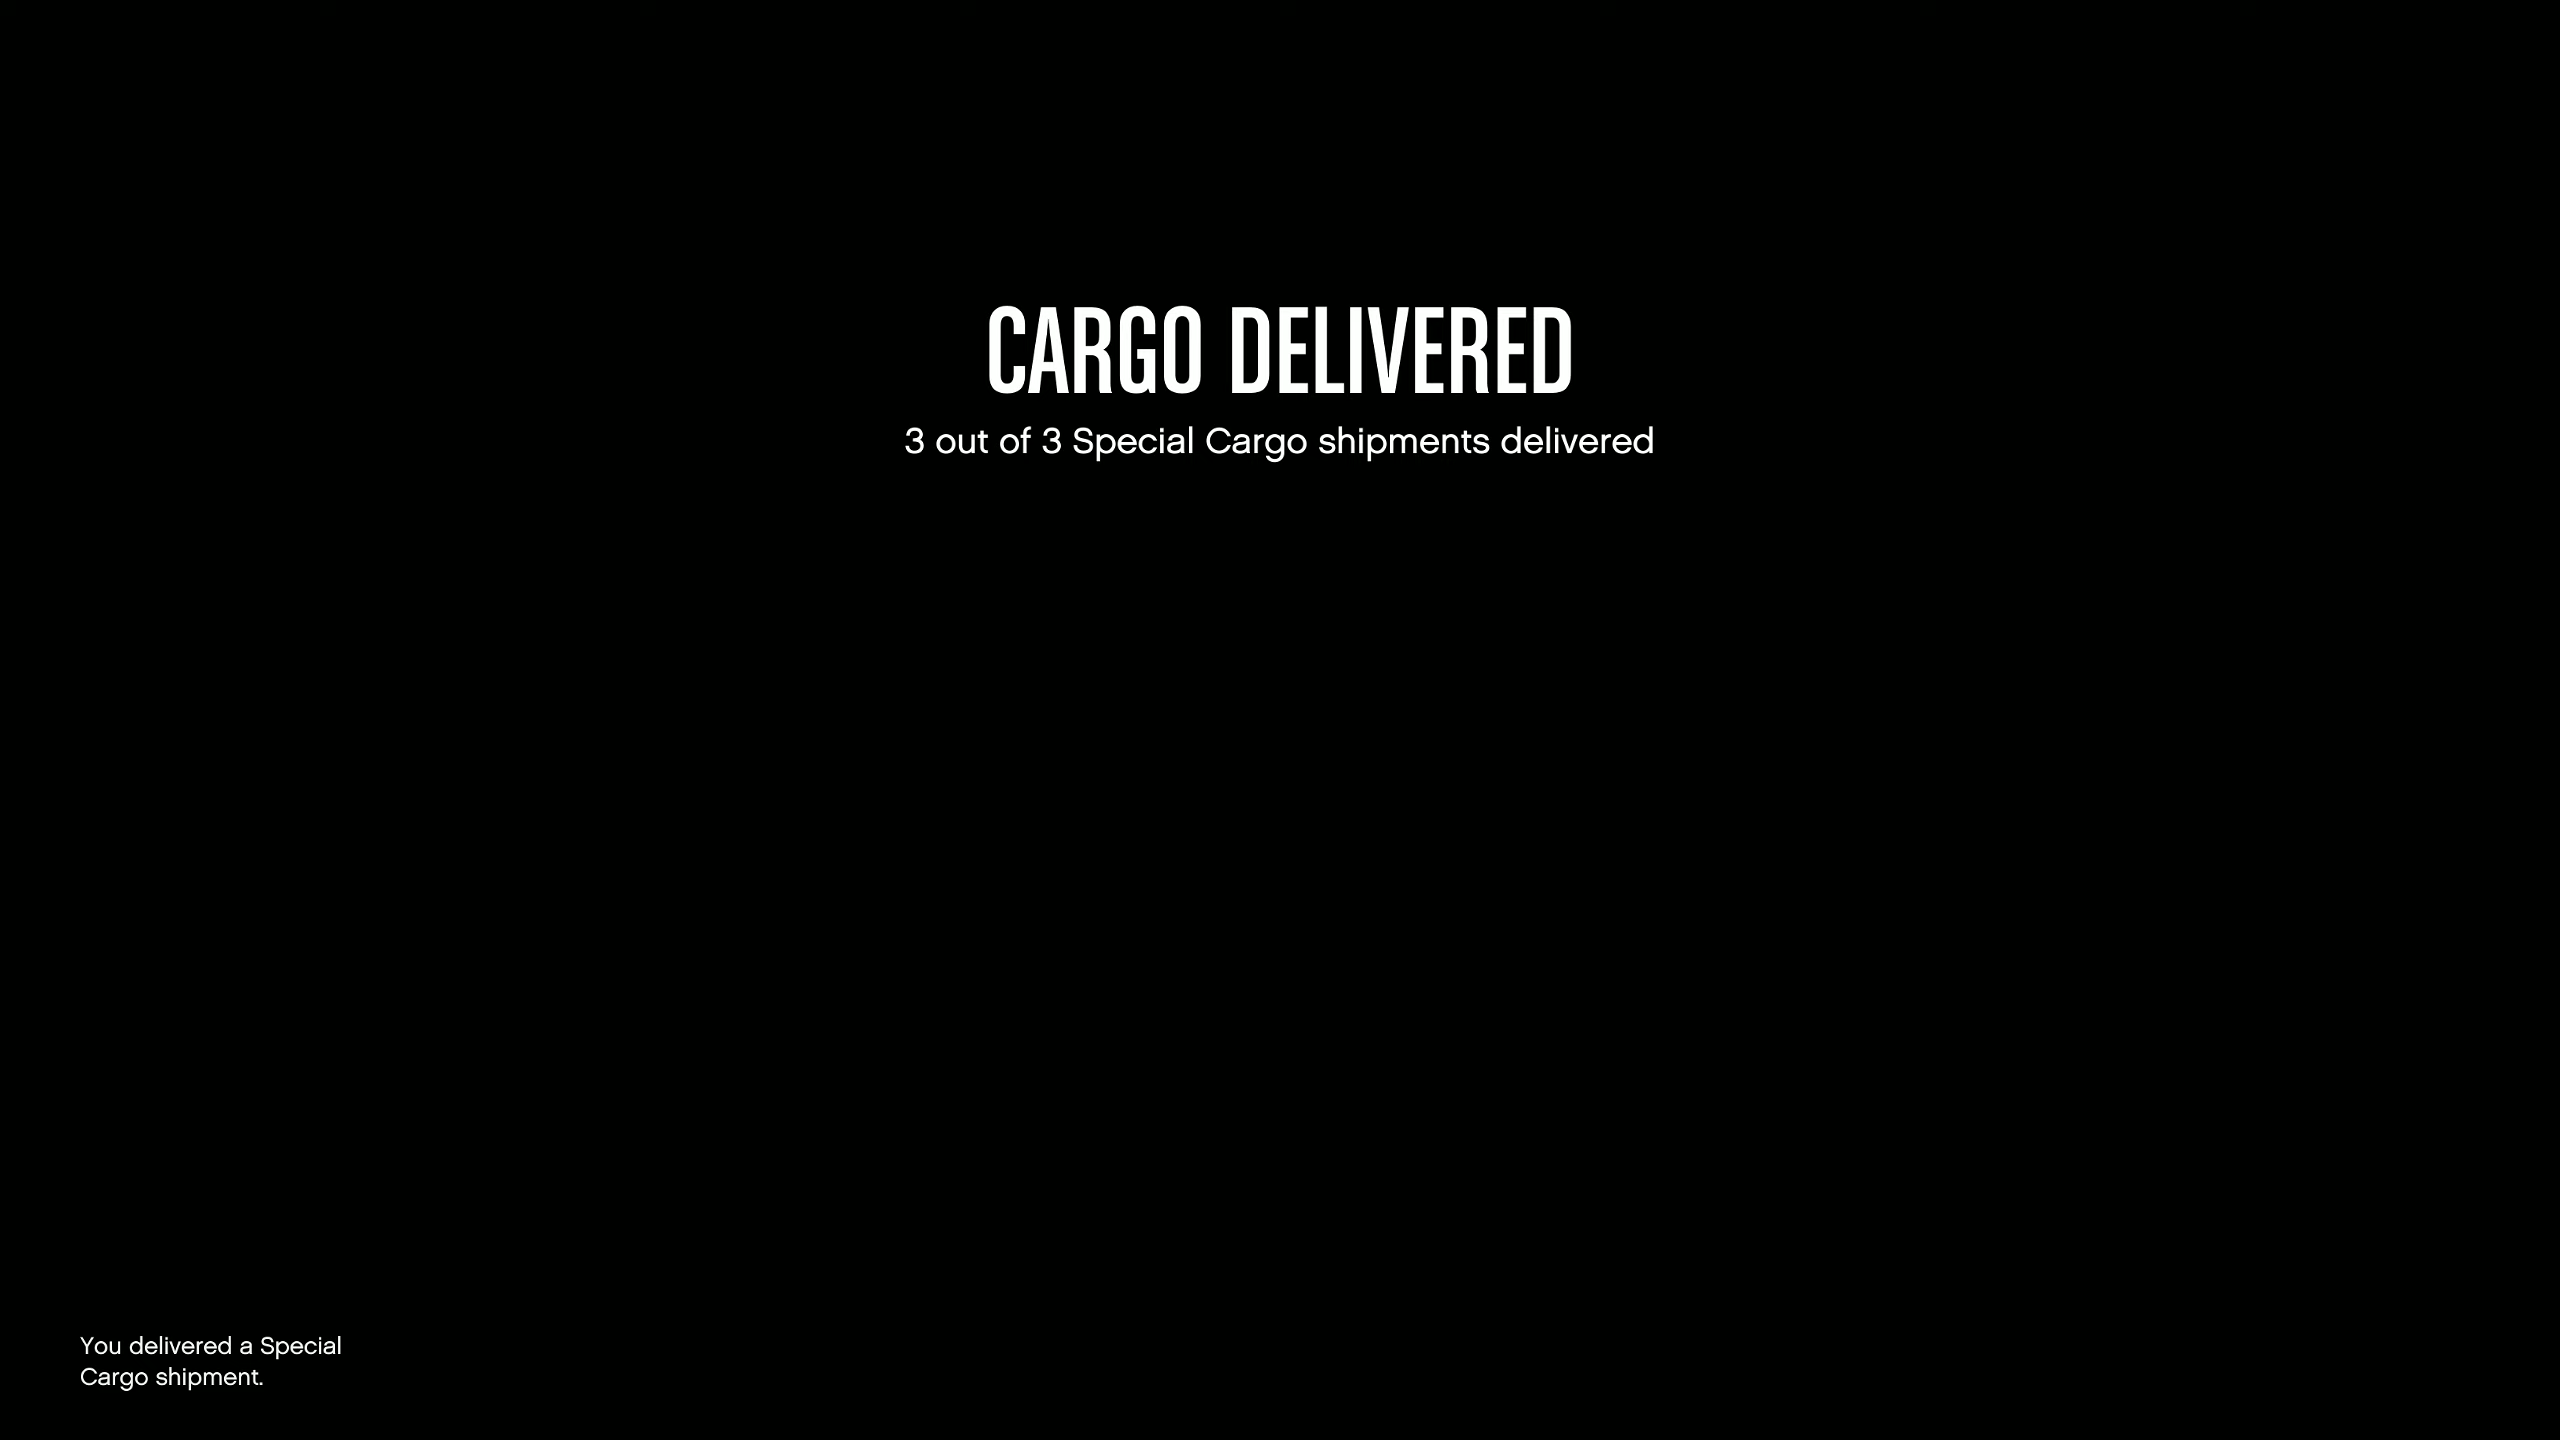 CARGO DELIVERED
3 out of 3 Special Cargo shipments delivered
You delivered a Special
Cargo shipment.